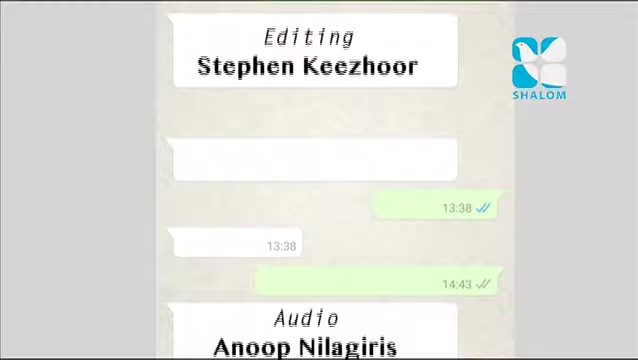 Editing
Stephen Keezhoor
SHALOM
13:38
13:38
14:43
Audio
Anoop Nilagiris